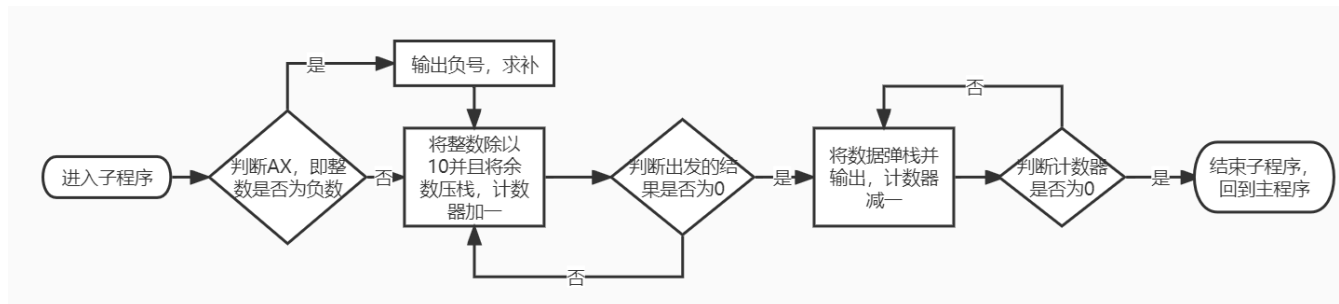 进入子程序
判断AX，即整
数是否为负数
是
输出负号，求补
否
将整数除以
10并且将余
数压栈，计数
器加一
判断出发的结
果是否为0
否
是
将数据弹栈并
输出，计数器
减一
否
判断计数器
是否为0
是
结束子程序，
回到主程序